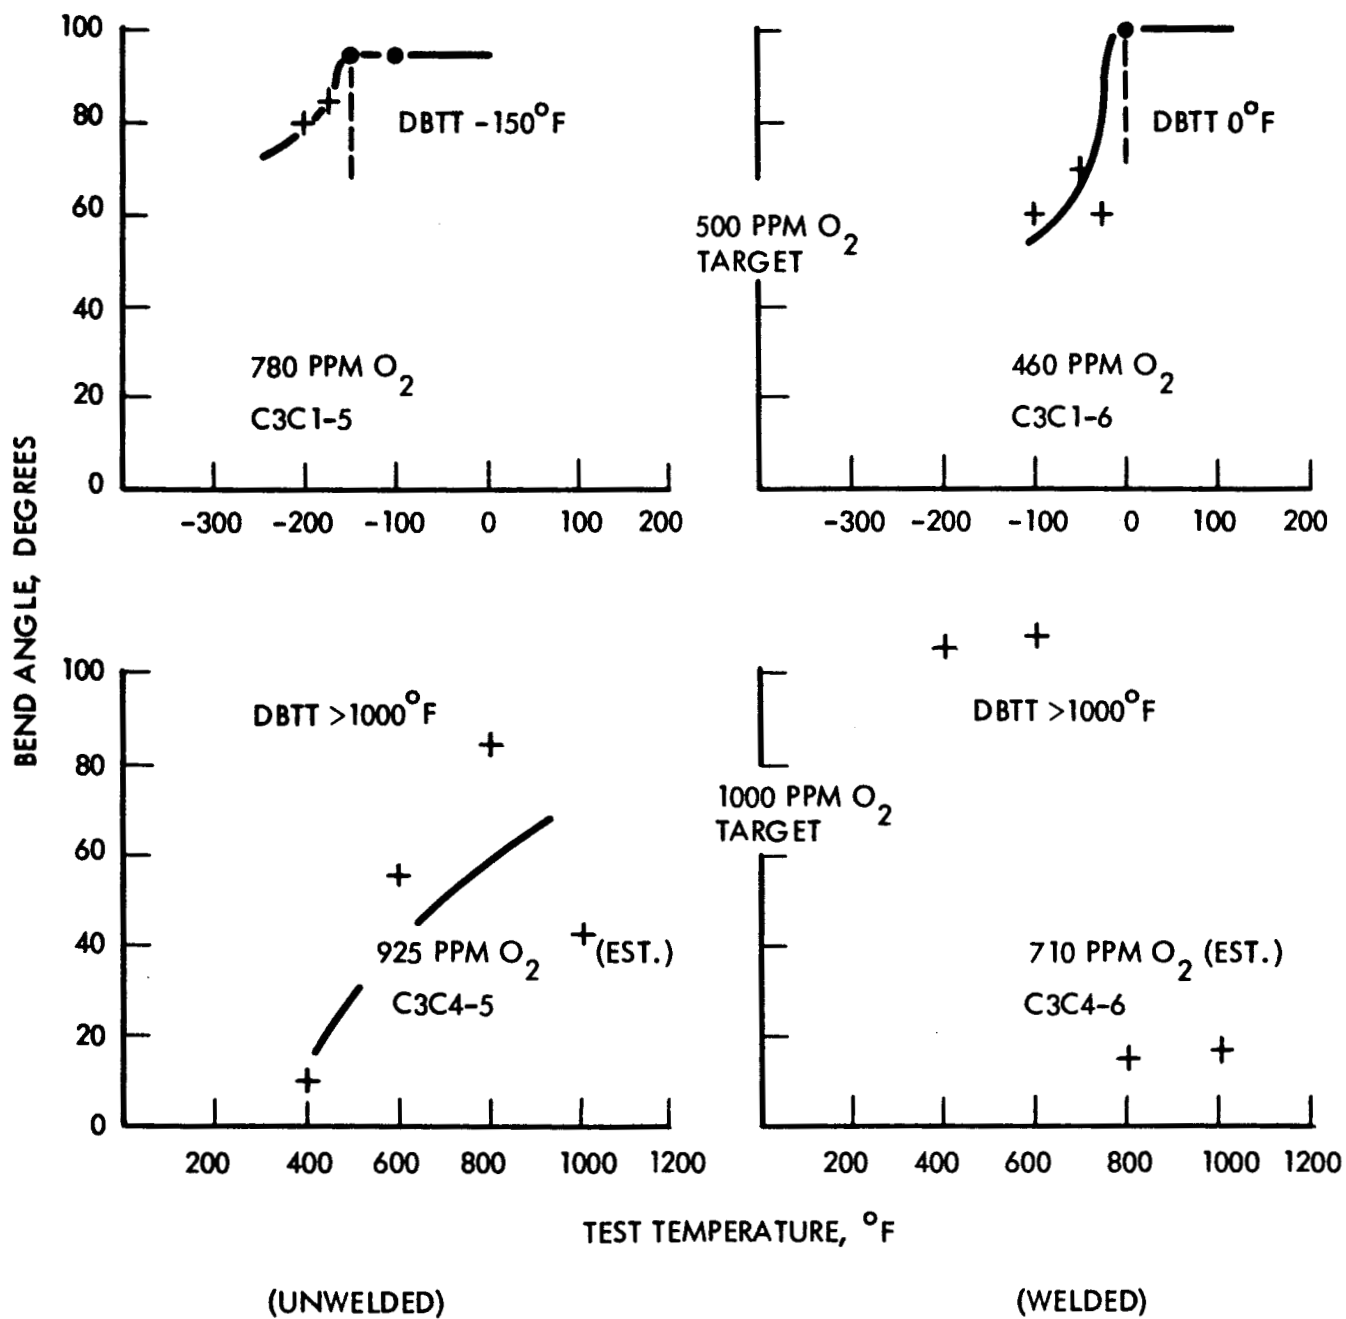 100
80
60
40
20
0
DBTT -150°F
780 PPM O2
C3C1-5
-300 -200 -100 0 100 200
500 PPM O2
TARGET
DBTT 0°F
460 PPM O2
C3C1-6
-300 -200 -100 0 100 200
BEND ANGLE, DEGREES
100
80
60
40
20
0
DBTT >1000°F
925 PPM O2 (EST.)
C3C4-5
200 400 600 800 1000 1200
1000 PPM O2
TARGET
DBTT >1000°F
710 PPM O2 (EST.)
C3C4-6
200 400 600 800 1000 1200
TEST TEMPERATURE, °F
(UNWELDED)
(WELDED)